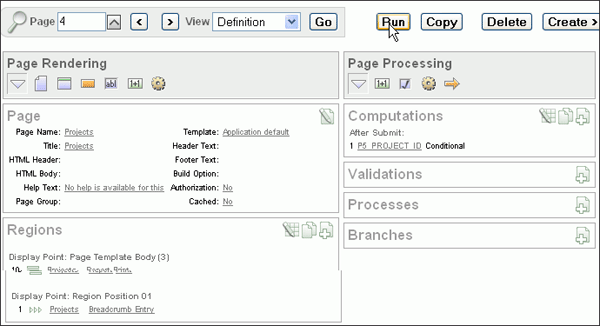 Page 4 < > View Definition Go Run Copy Delete Create >
Page Rendering
Page
Page Name: Projects Template: Application default
Title: Projects Header Text:
HTML Header: Footer Text:
HTML Body: Build Option:
Help Text: No help is available for this Authorization: No
Page Group: Cached: No
Regions
Display Point: Page Template Body (3)
10 Projects
Display Point: Region Position 01
1 Projects Breadcrumb Entry
Page Processing
Computations
After Submit:
1 P5_PROJECT_ID Conditional
Validations
Processes
Branches